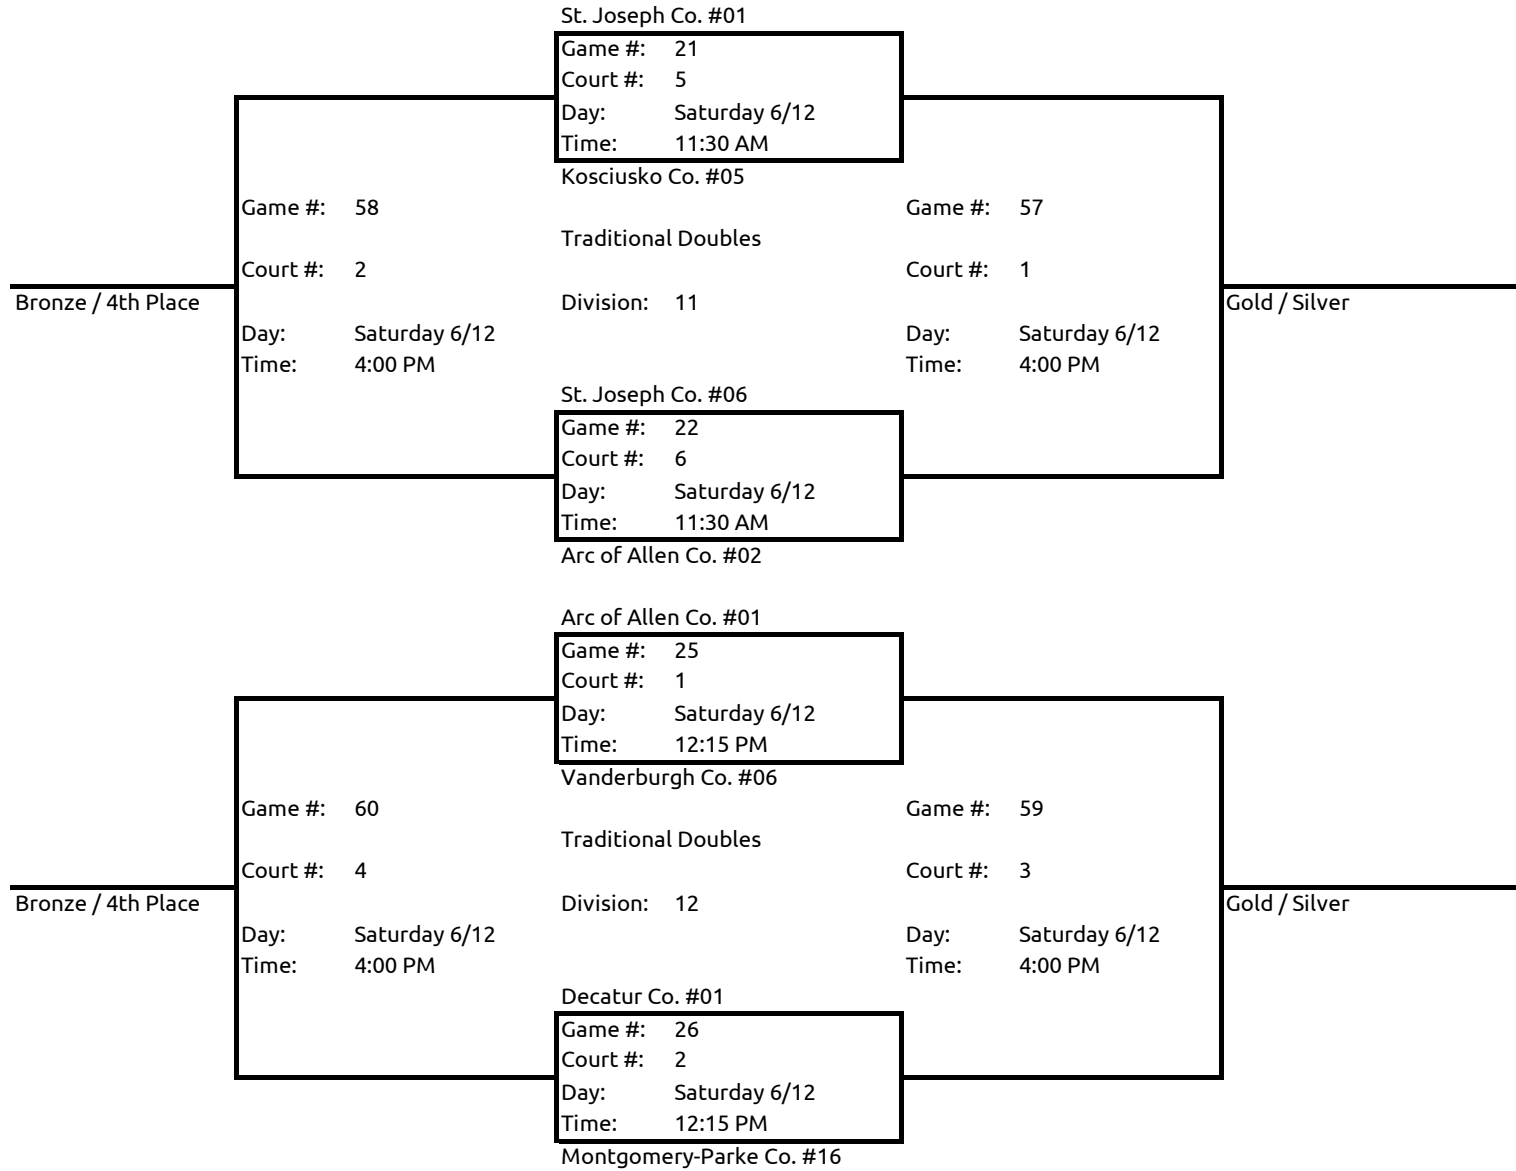 St. Joseph Co. #01
Game #: 21
Court #: 5
Day: Saturday 6/12
Time: 11:30 AM
Kosciusko Co. #05
Game #: 58
Game #: 57
Traditional Doubles
Court #: 2
Court #: 1
Bronze / 4th Place
Division: 11
Gold / Silver
Day: Saturday 6/12
Day: Saturday 6/12
Time: 4:00 PM
Time: 4:00 PM
St. Joseph Co. #06
Game #: 22
Court #: 6
Day: Saturday 6/12
Time: 11:30 AM
Arc of Allen Co. #02
Arc of Allen Co. #01
Game #: 25
Court #: 1
Day: Saturday 6/12
Time: 12:15 PM
Vanderburgh Co. #06
Game #: 60
Game #: 59
Traditional Doubles
Court #: 4
Court #: 3
Bronze / 4th Place
Division: 12
Gold / Silver
Day: Saturday 6/12
Day: Saturday 6/12
Time: 4:00 PM
Time: 4:00 PM
Decatur Co. #01
Game #: 26
Court #: 2
Day: Saturday 6/12
Time: 12:15 PM
Montgomery-Parke Co. #16